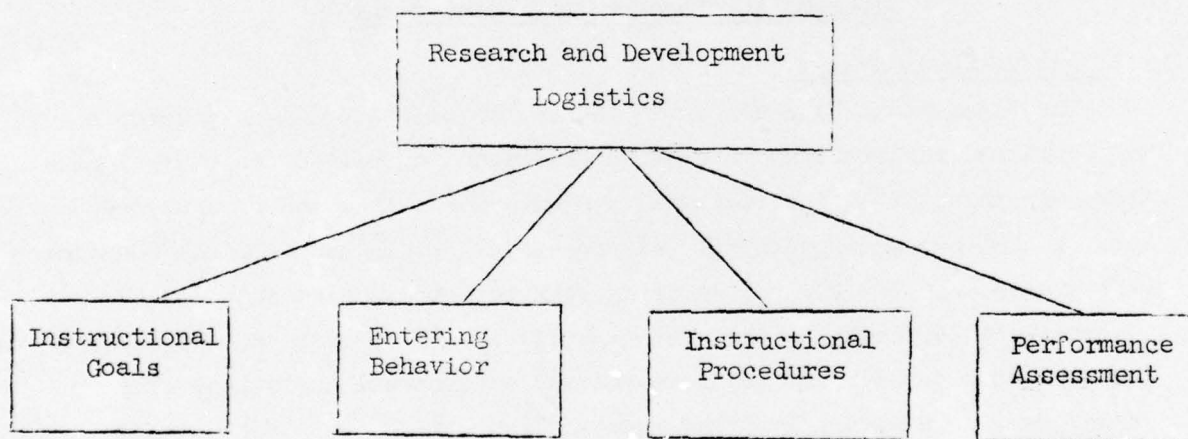 Research and Development
Logistics
Instructional
Goals
Entering
Behavior
Instructional
Procedures
Performance
Assessment